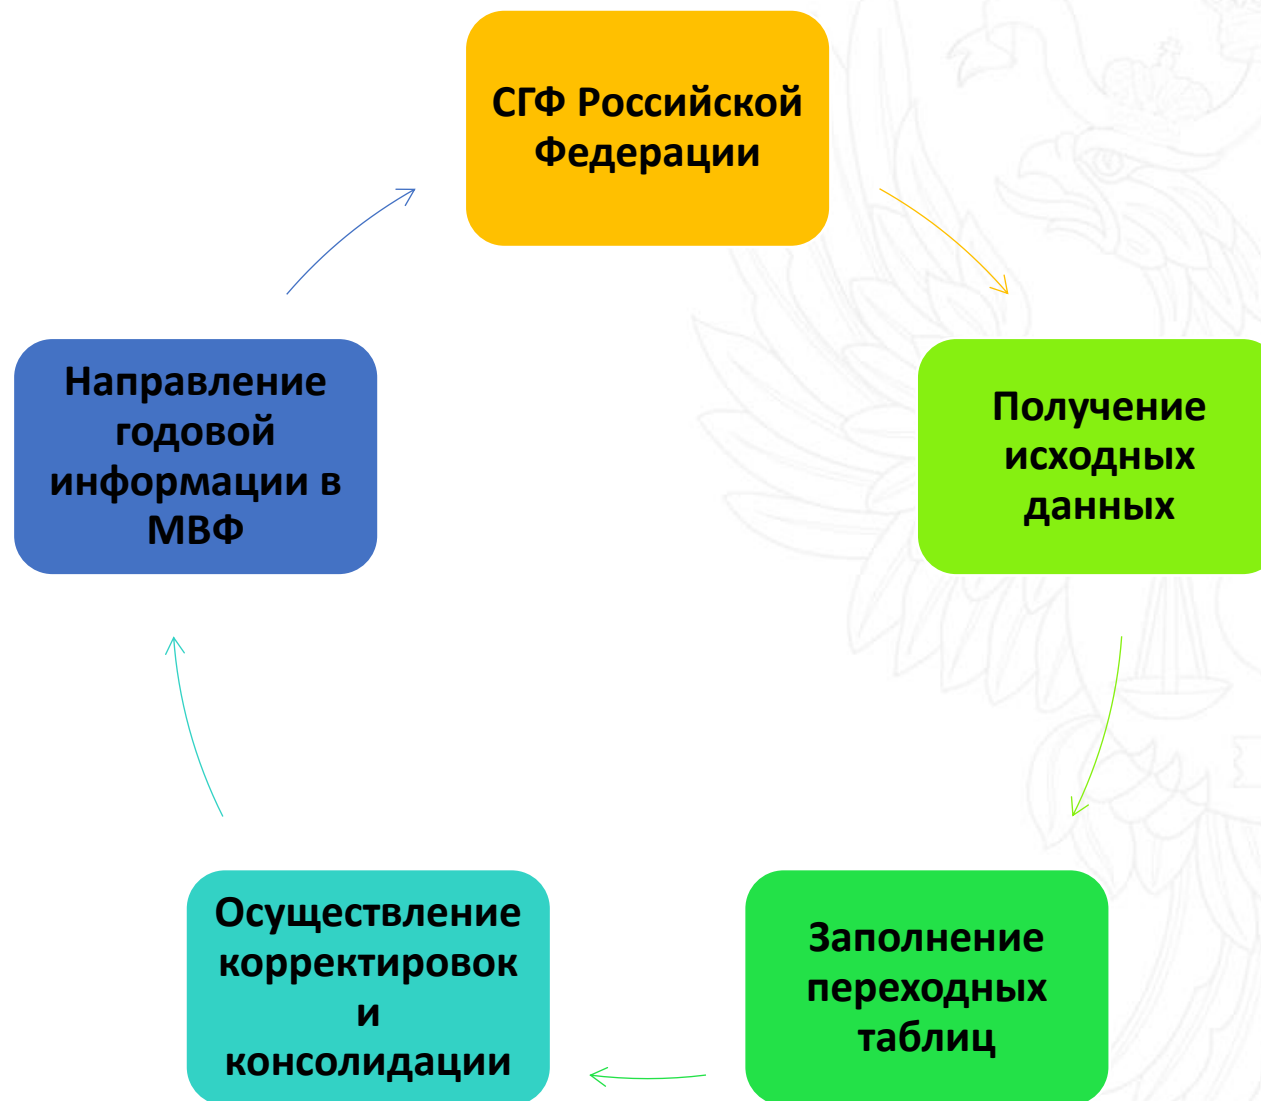 СГФ Российской
Федерации
Получение
исходных
данных
Заполнение
переходных
таблиц
Осуществление
корректировок
и
консолидации
Направление
годовой
информации в
МВФ